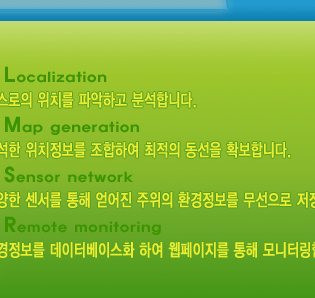 Localization
스로의 위치를 파악하고 분석합니다.
Map generation
석한 위치정보를 조합하여 최적의 동선을 확보합니다.
Sensor network
양한 센서를 통해 얻어진 주위의 환경정보를 무선으로 저장
Remote monitoring
경정보를 데이터베이스화 하여 웹페이지를 통해 모니터링합